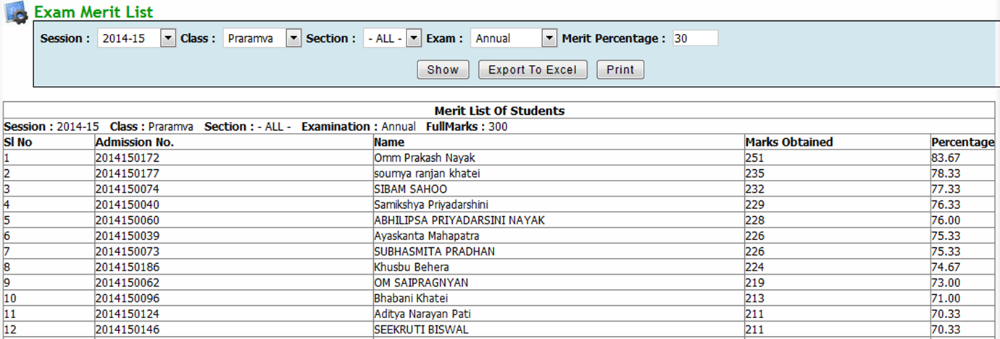 Exam Merit List
Session : 2014-15 Class : Praramva Section : - ALL - Exam : Annual Merit Percentage : 30
Show Export To Excel Print
Merit List Of Students
Session : 2014-15 Class : Praramva Section : - ALL - Examination : Annual FullMarks : 300
Sl No Admission No. Name Marks Obtained Percentage
1 2014150172 Omm Prakash Nayak 251 83.67
2 2014150177 soumya ranjan khatei 235 78.33
3 2014150074 SIBAM SAHOO 232 77.33
4 2014150040 Samikshya Priyadarshini 229 76.33
5 2014150060 ABHILIPSA PRIYADARSINI NAYAK 228 76.00
6 2014150039 Ayaskanta Mahapatra 226 75.33
7 2014150073 SUBHASMITA PRADHAN 226 75.33
8 2014150186 Khusbu Behera 224 74.67
9 2014150062 OM SAIPRAGNYAN 219 73.00
10 2014150096 Bhabani Khatei 213 71.00
11 2014150124 Aditya Narayan Pati 211 70.33
12 2014150146 SEEKRUTI BISWAL 211 70.33